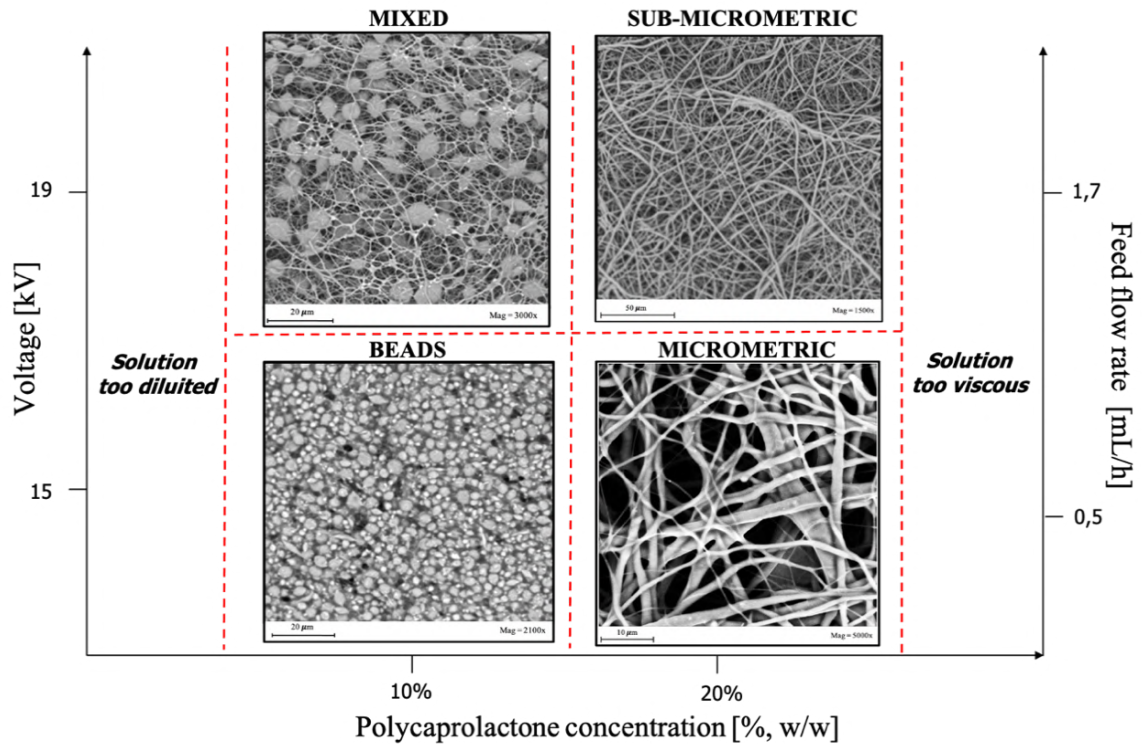 MIXED
SUB-MICROMETRIC
20 µm
Mag = 3000x
50 µm
Mag = 1500x
19
1,7
Voltage [kV]
Feed flow rate [mL/h]
Solution
too diluited
BEADS
MICROMETRIC
Solution
too viscous
15
0,5
20 µm
Mag = 2100x
10 µm
Mag = 5000x
10%
20%
Polycaprolactone concentration [%, w/w]